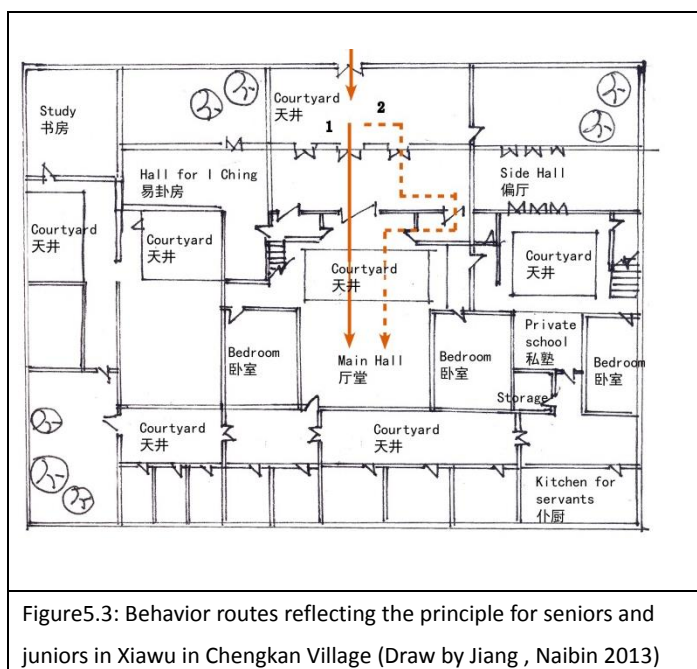 Courtyard
天井
1
2
Study
书房
Hall for I Ching
易卦房
Side Hall
偏厅
Courtyard
天井
Courtyard
天井
Courtyard
天井
Courtyard
天井
Bedroom
卧室
Main Hall
厅堂
Bedroom
卧室
Private
school
私塾
Bedroom
卧室
Storage
Courtyard
天井
Courtyard
天井
Kitchen for
servants
仆厨
Figure5.3: Behavior routes reflecting the principle for seniors and
juniors in Xiawu in Chengkan Village (Draw by Jiang , Naibin 2013)